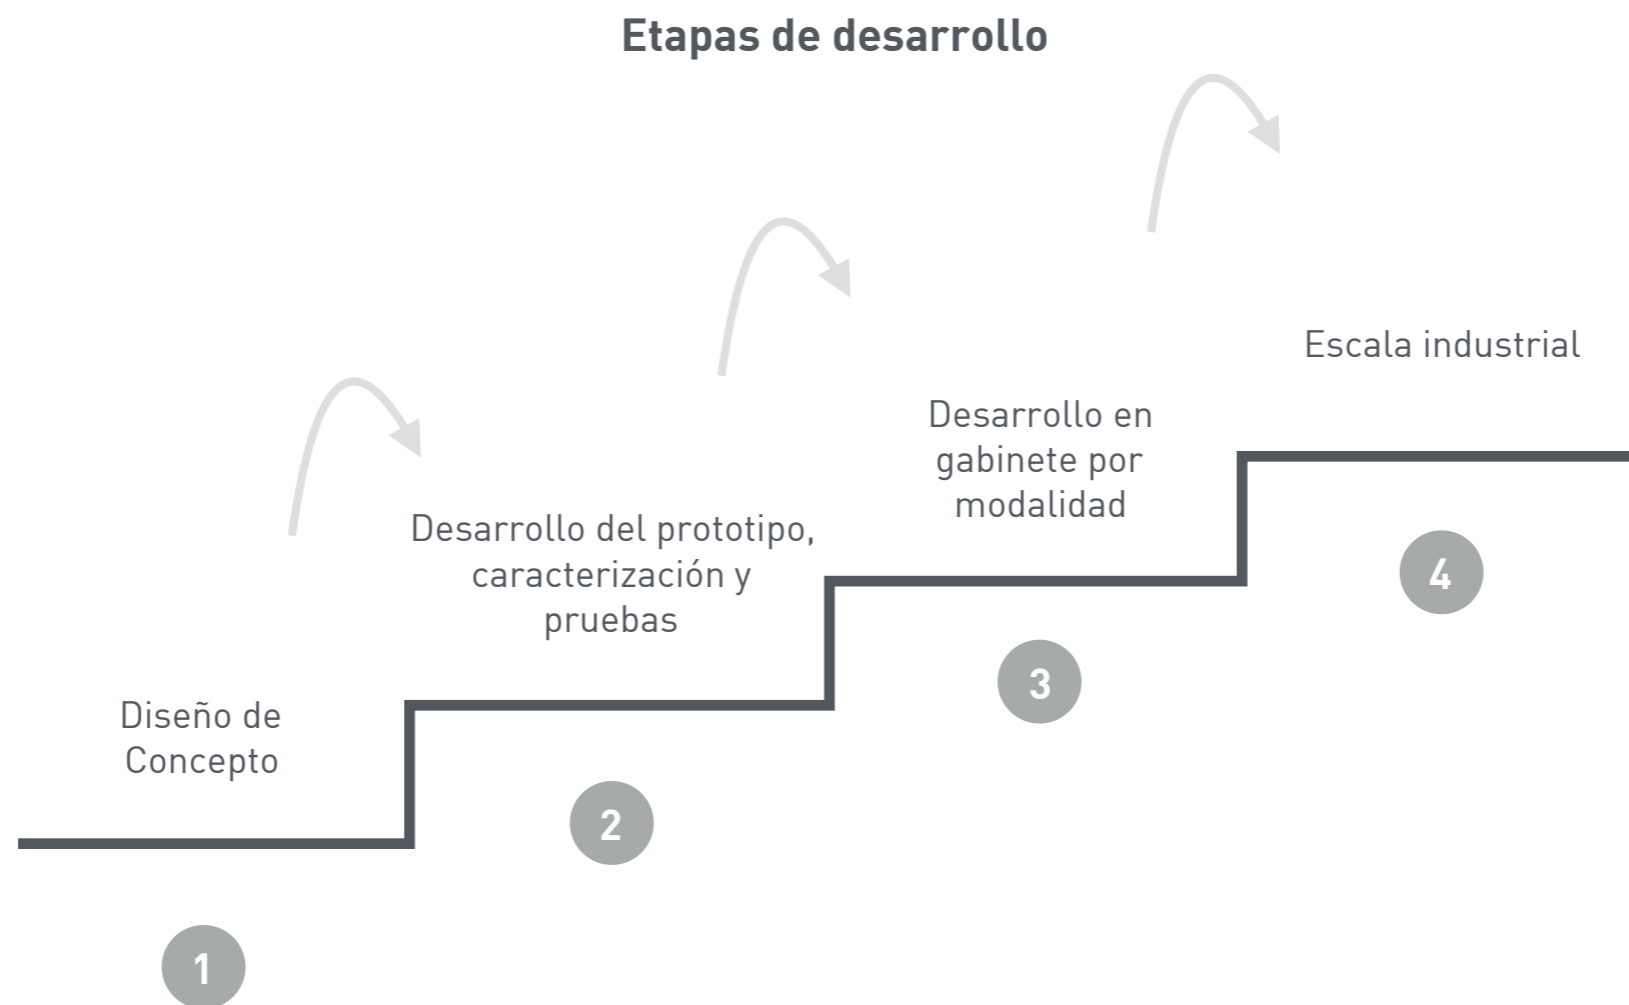 Etapas de desarrollo
Diseño de
Concepto
1
Desarrollo del prototipo,
caracterización y
pruebas
2
Desarrollo en
gabinete por
modalidad
3
Escala industrial
4